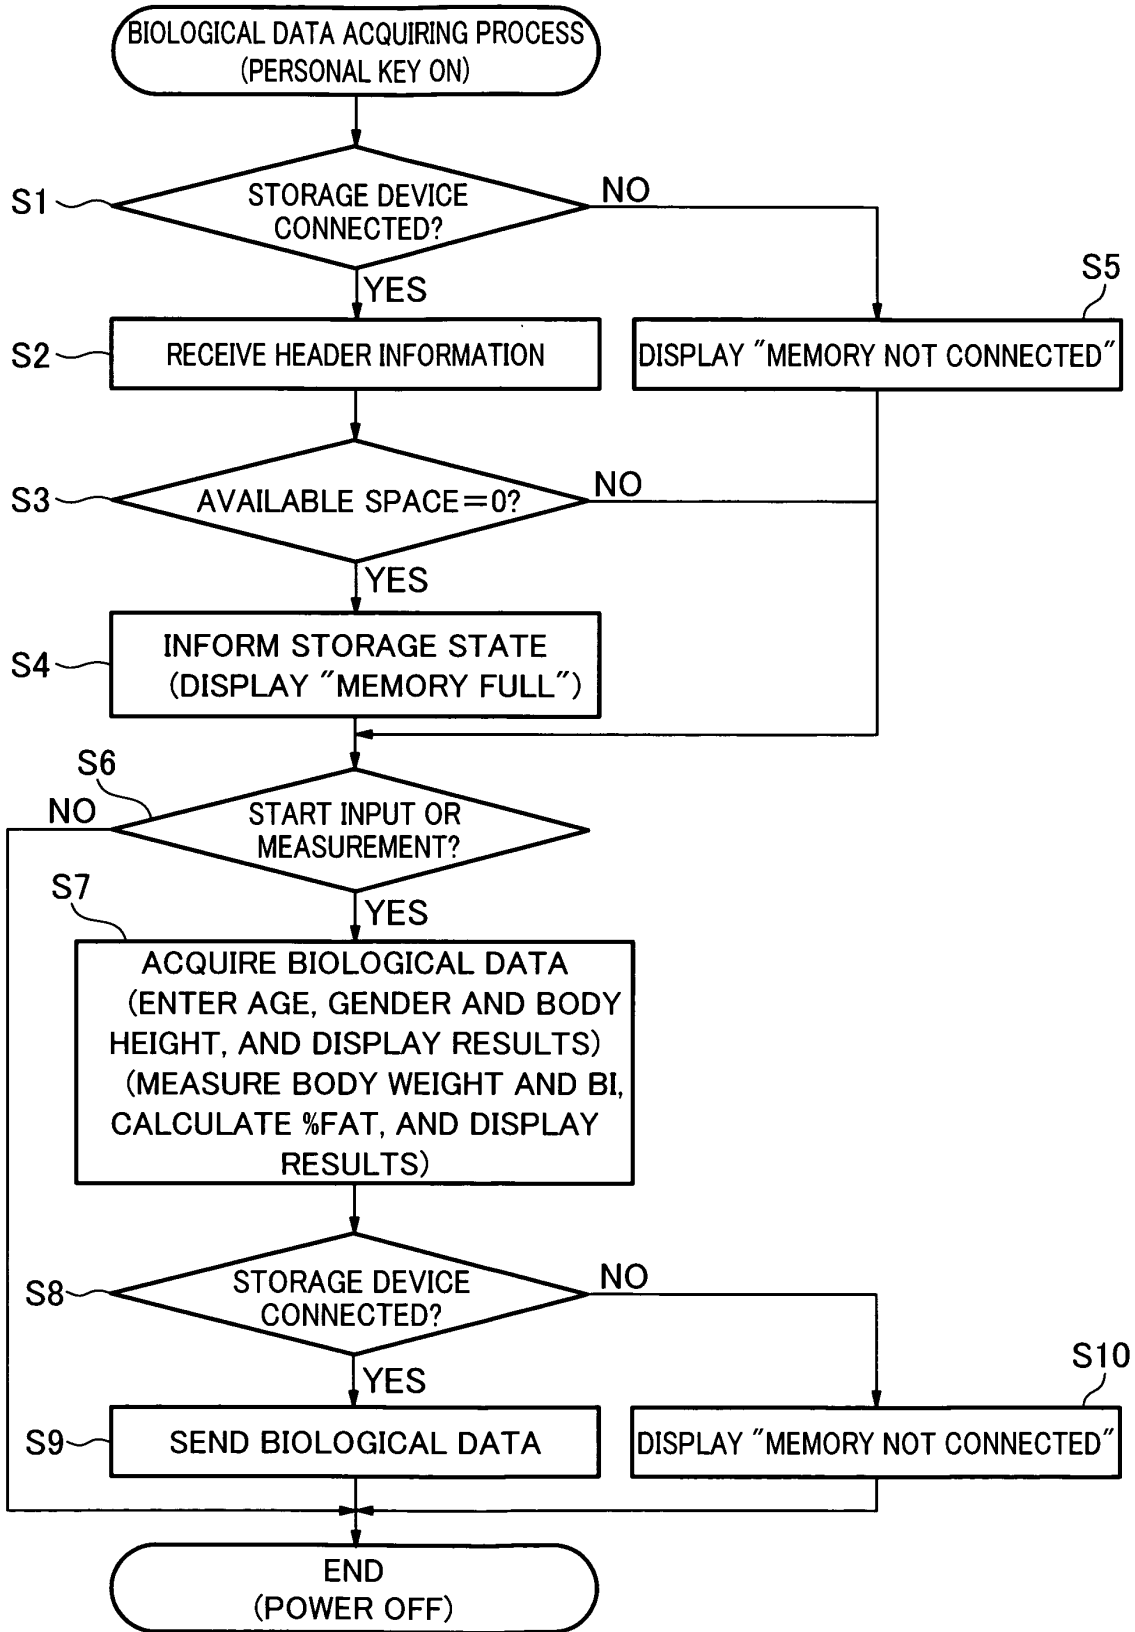 BIOLOGICAL DATA ACQUIRING PROCESS
(PERSONAL KEY ON)
S1
STORAGE DEVICE
CONNECTED?
NO
YES
S5
S2
RECEIVE HEADER INFORMATION
DISPLAY "MEMORY NOT CONNECTED"
S3
AVAILABLE SPACE=0?
NO
YES
S4
INFORM STORAGE STATE
(DISPLAY "MEMORY FULL")
S6
NO
START INPUT OR
MEASUREMENT?
S7
YES
ACQUIRE BIOLOGICAL DATA
(ENTER AGE, GENDER AND BODY
HEIGHT, AND DISPLAY RESULTS)
(MEASURE BODY WEIGHT AND BI,
CALCULATE %FAT, AND DISPLAY
RESULTS)
S8
STORAGE DEVICE
CONNECTED?
NO
YES
S10
S9
SEND BIOLOGICAL DATA
DISPLAY "MEMORY NOT CONNECTED"
END
(POWER OFF)